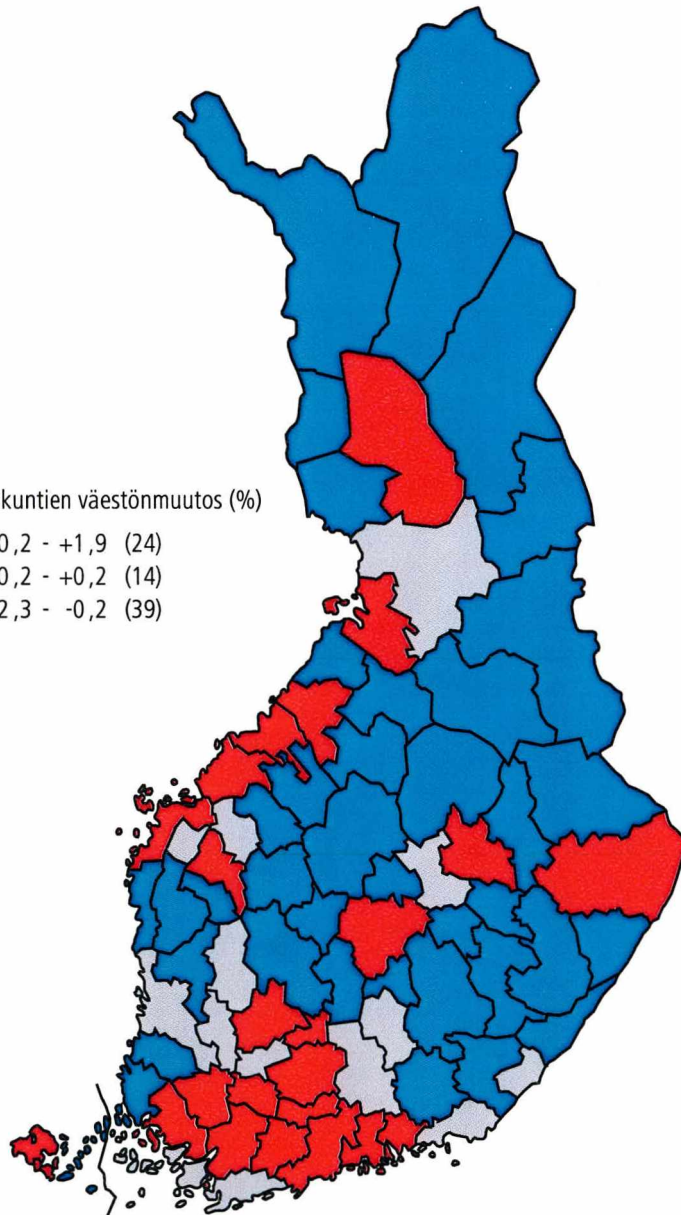 kuntien väestönmuutos (%)
0,2 - +1,9 (24)
0,2 - +0,2 (14)
2,3 - -0,2 (39)